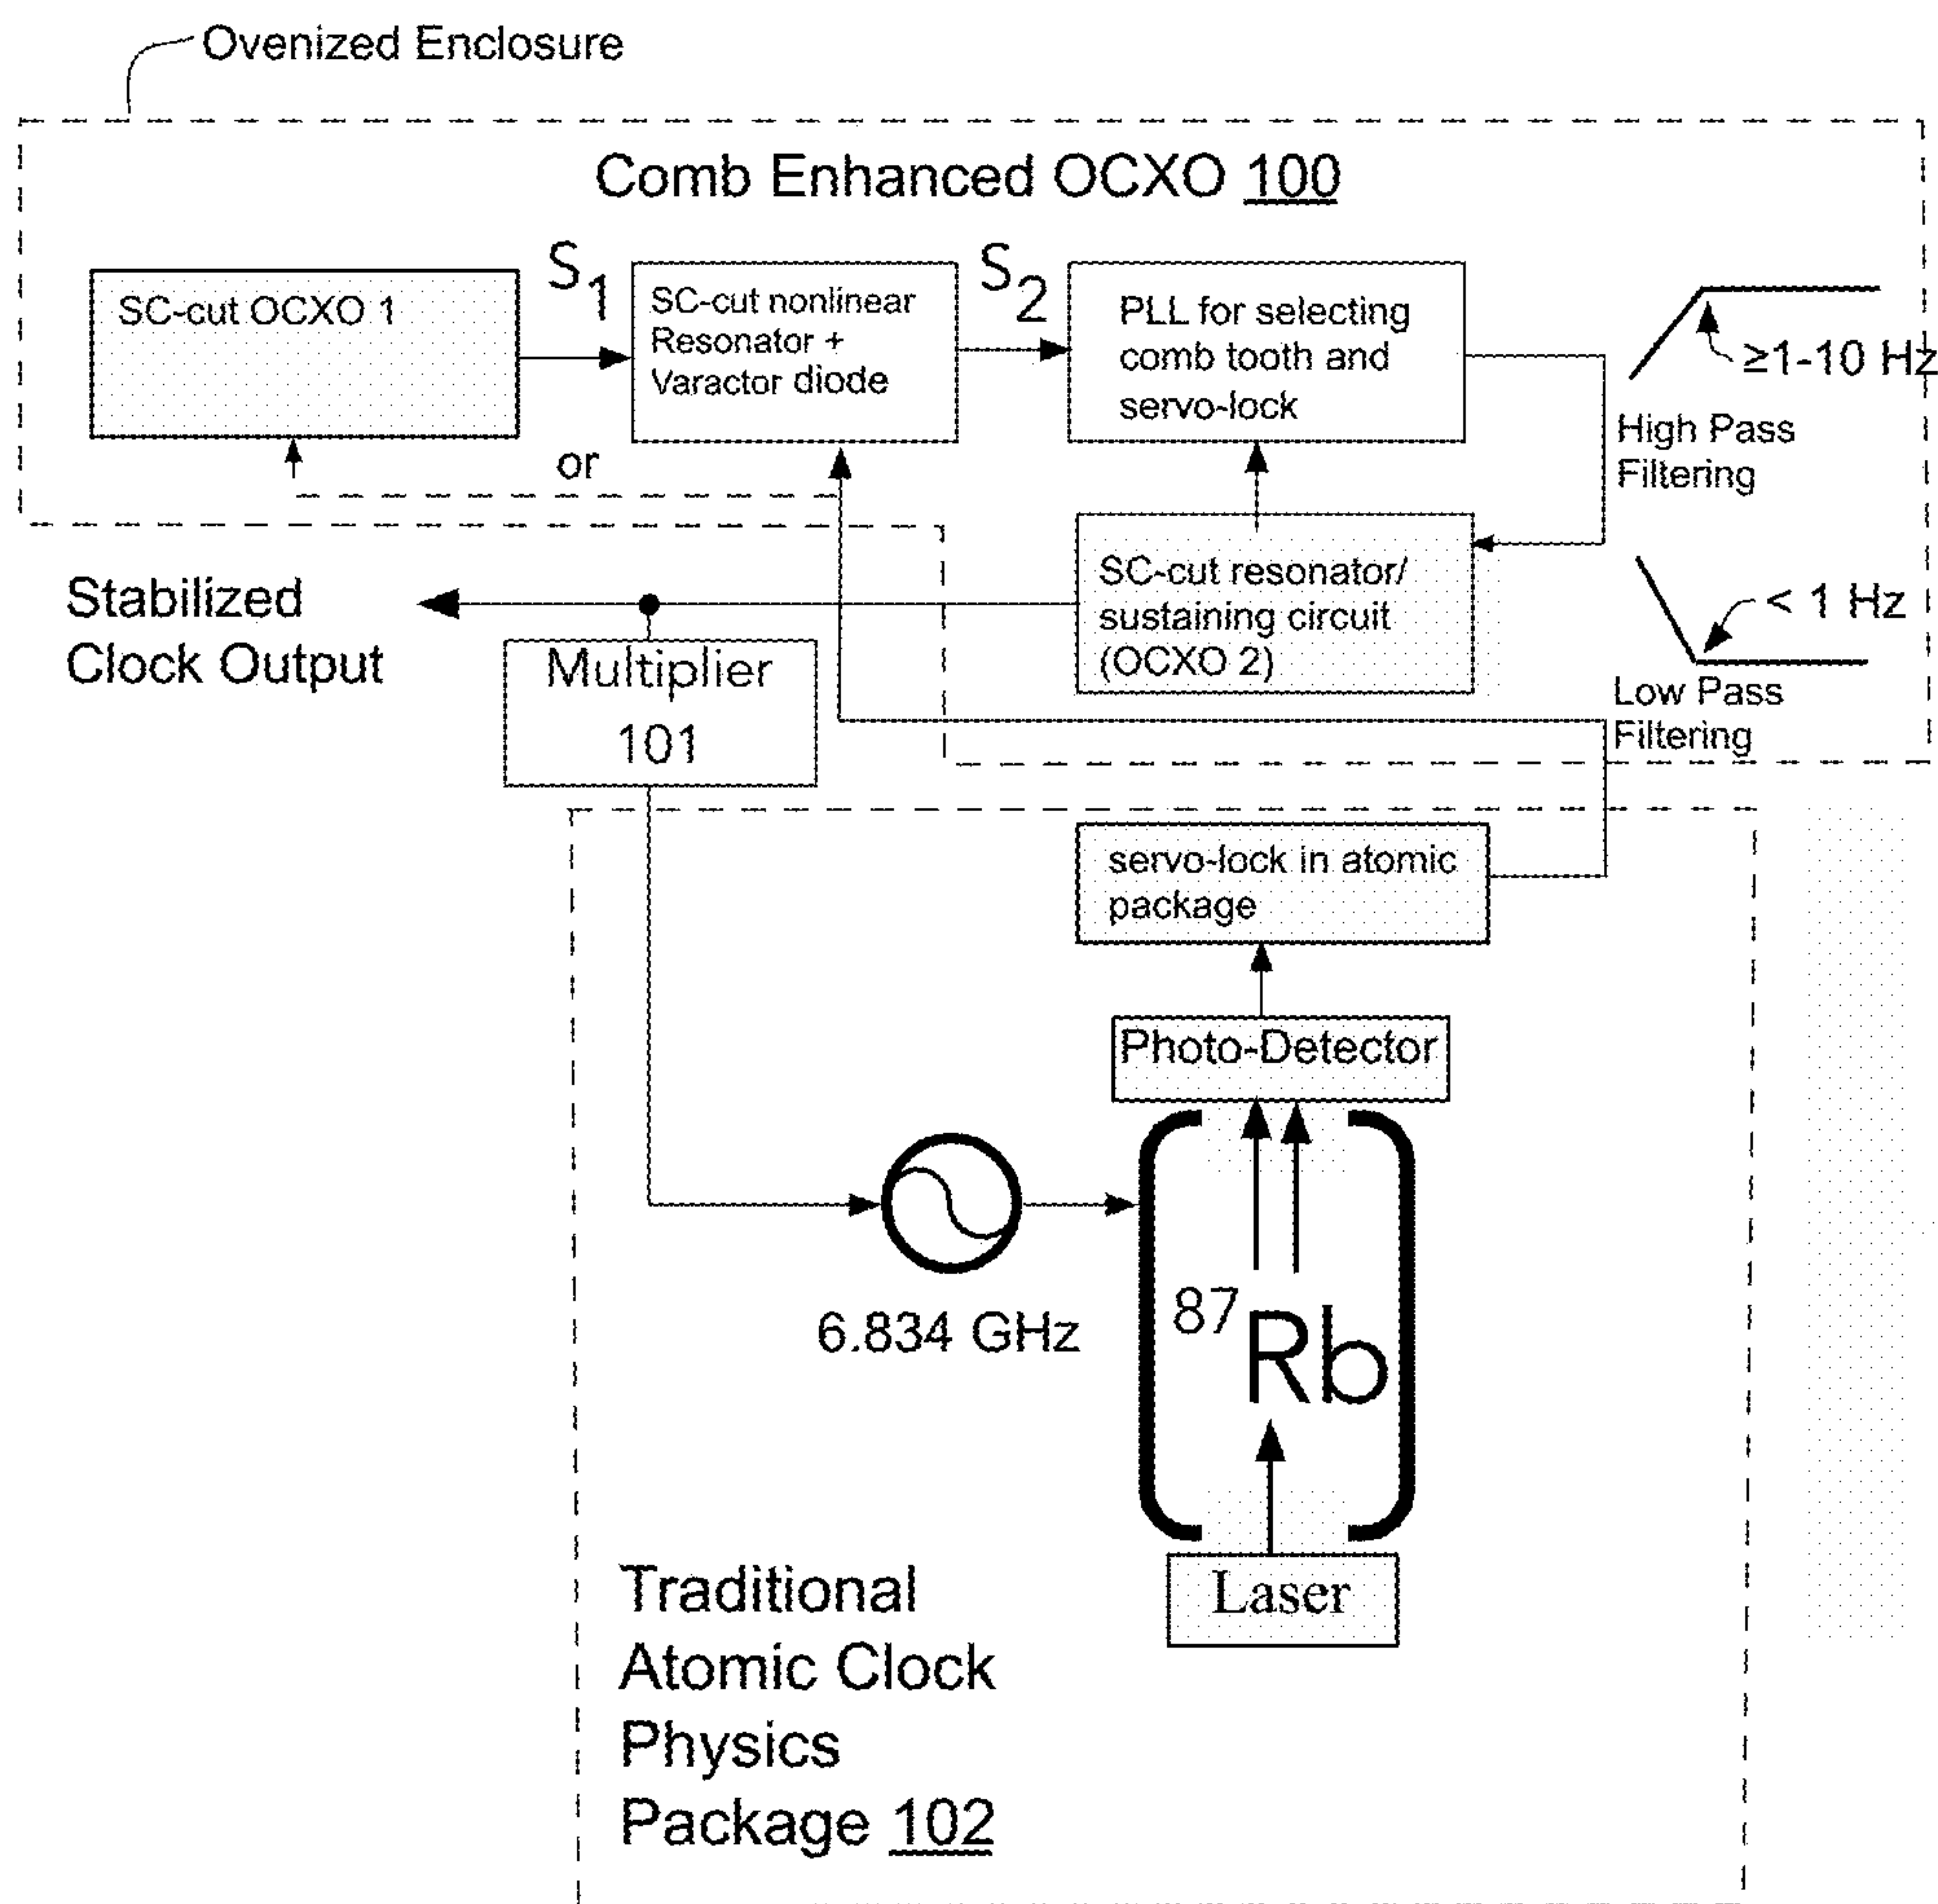 Ovenized Enclosure
Comb Enhanced OCXO 100
SC-cut OCXO 1
S1
SC-cut nonlinear
Resonator +
Varactor diode
S2
PLL for selecting
comb tooth and
servo-lock
≥1-10 Hz
High Pass
Filtering
or
SC-cut resonator/
sustaining circuit
(OCXO 2)
< 1 Hz
Low Pass
Filtering
Stabilized
Clock Output
Multiplier
101
servo-lock in atomic
package
Photo-Detector
6.834 GHz
87Rb
Laser
Traditional
Atomic Clock
Physics
Package 102